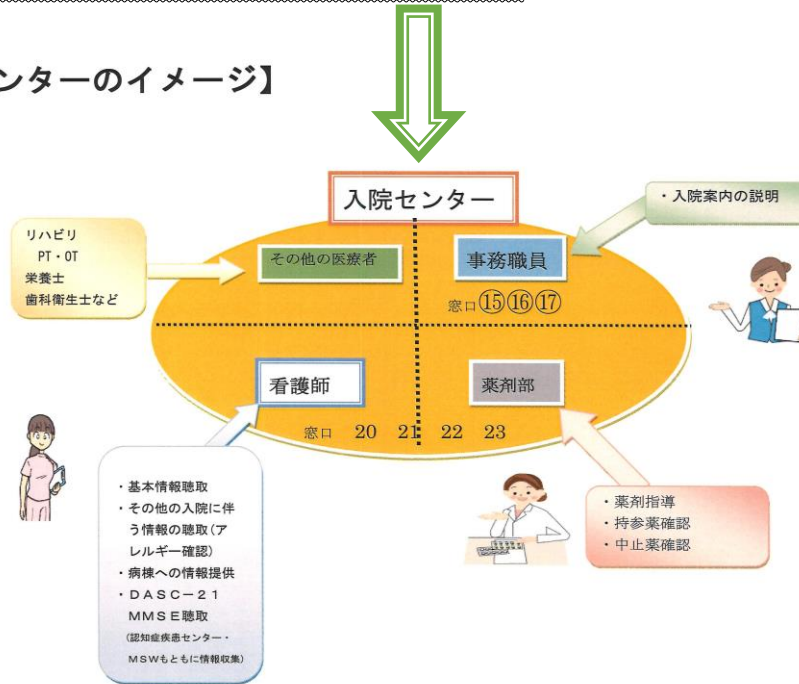 ンターのイメージ】
入院センター
・入院案内の説明
リハビリ
PT・OT
栄養士
歯科衛生士など
その他の医療者
事務職員
窓口⑮⑯⑰
看護師
薬剤部
窓口 20 21 22 23
・基本情報聴取
・その他の入院に伴
う情報の聴取(ア
レルギー確認)
・病棟への情報提供
・DASC－21
MMSE聴取
(認知症疾患センター・
MSWもともに情報収集)
・薬剤指導
・持参薬確認
・中止薬確認